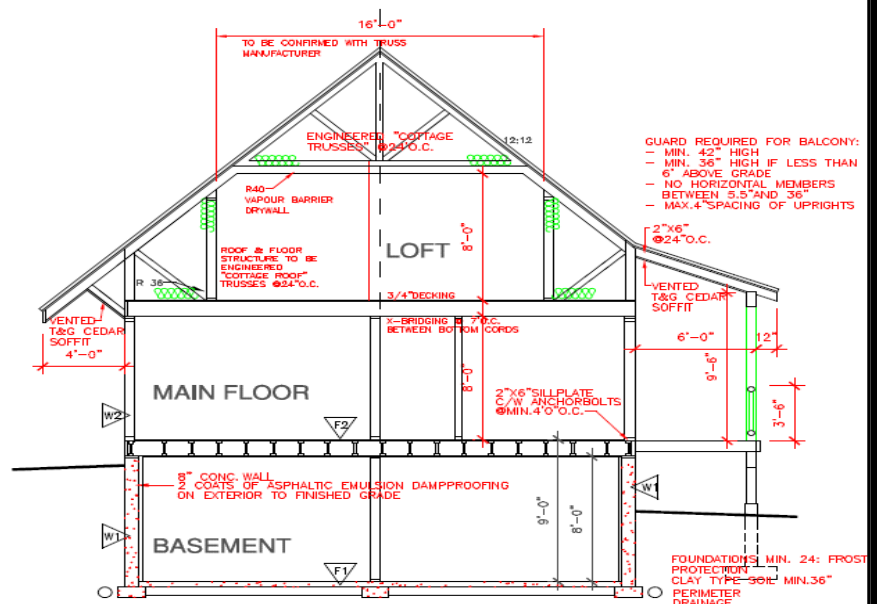 16'-0"
TO BE CONFIRMED WITH TRUSS
MANUFACTURER
ENGINEERED "COTTAGE
TRUSSES" @24"O.C.
12:12
GUARD REQUIRED FOR BALCONY:
- MIN. 42" HIGH
- MIN. 36" HIGH IF LESS THAN
6' ABOVE GRADE
- NO HORIZONTAL MEMBERS
BETWEEN 5.5"AND 36"
- MAX.4"SPACING OF UPRIGHTS
R40
VAPOUR BARRIER
DRYWALL
2"X6"
@24"O.C.
ROOF & FLOOR
STRUCTURE TO BE
ENGINEERED
"COTTAGE ROOF"
TRUSSES @24"O.C.
LOFT
8'-0"
R 36
3/4"DECKING
VENTED
T&G CEDAR
SOFFIT
VENTED
T&G CEDAR
SOFFIT
X-BRIDGING @ 7'O.C.
BETWEEN BOTTOM CORDS
4'-0"
6'-0"
12"
9'-6"
8'-0"
3'-6"
MAIN FLOOR
2"X6"SILLPLATE
C/W ANCHORBOLTS
@MIN.4'0"O.C.
W2
F2
8" CONC. WALL
2 COATS OF ASPHALTIC EMULSION DAMPPROOFING
ON EXTERIOR TO FINISHED GRADE
W1
9'-0"
8'-0"
W1
BASEMENT
F1
FOUNDATIONS MIN. 24: FROST
PROTECTION
CLAY TYPE SOIL MIN.36"
PERIMETER
DRAINAGE